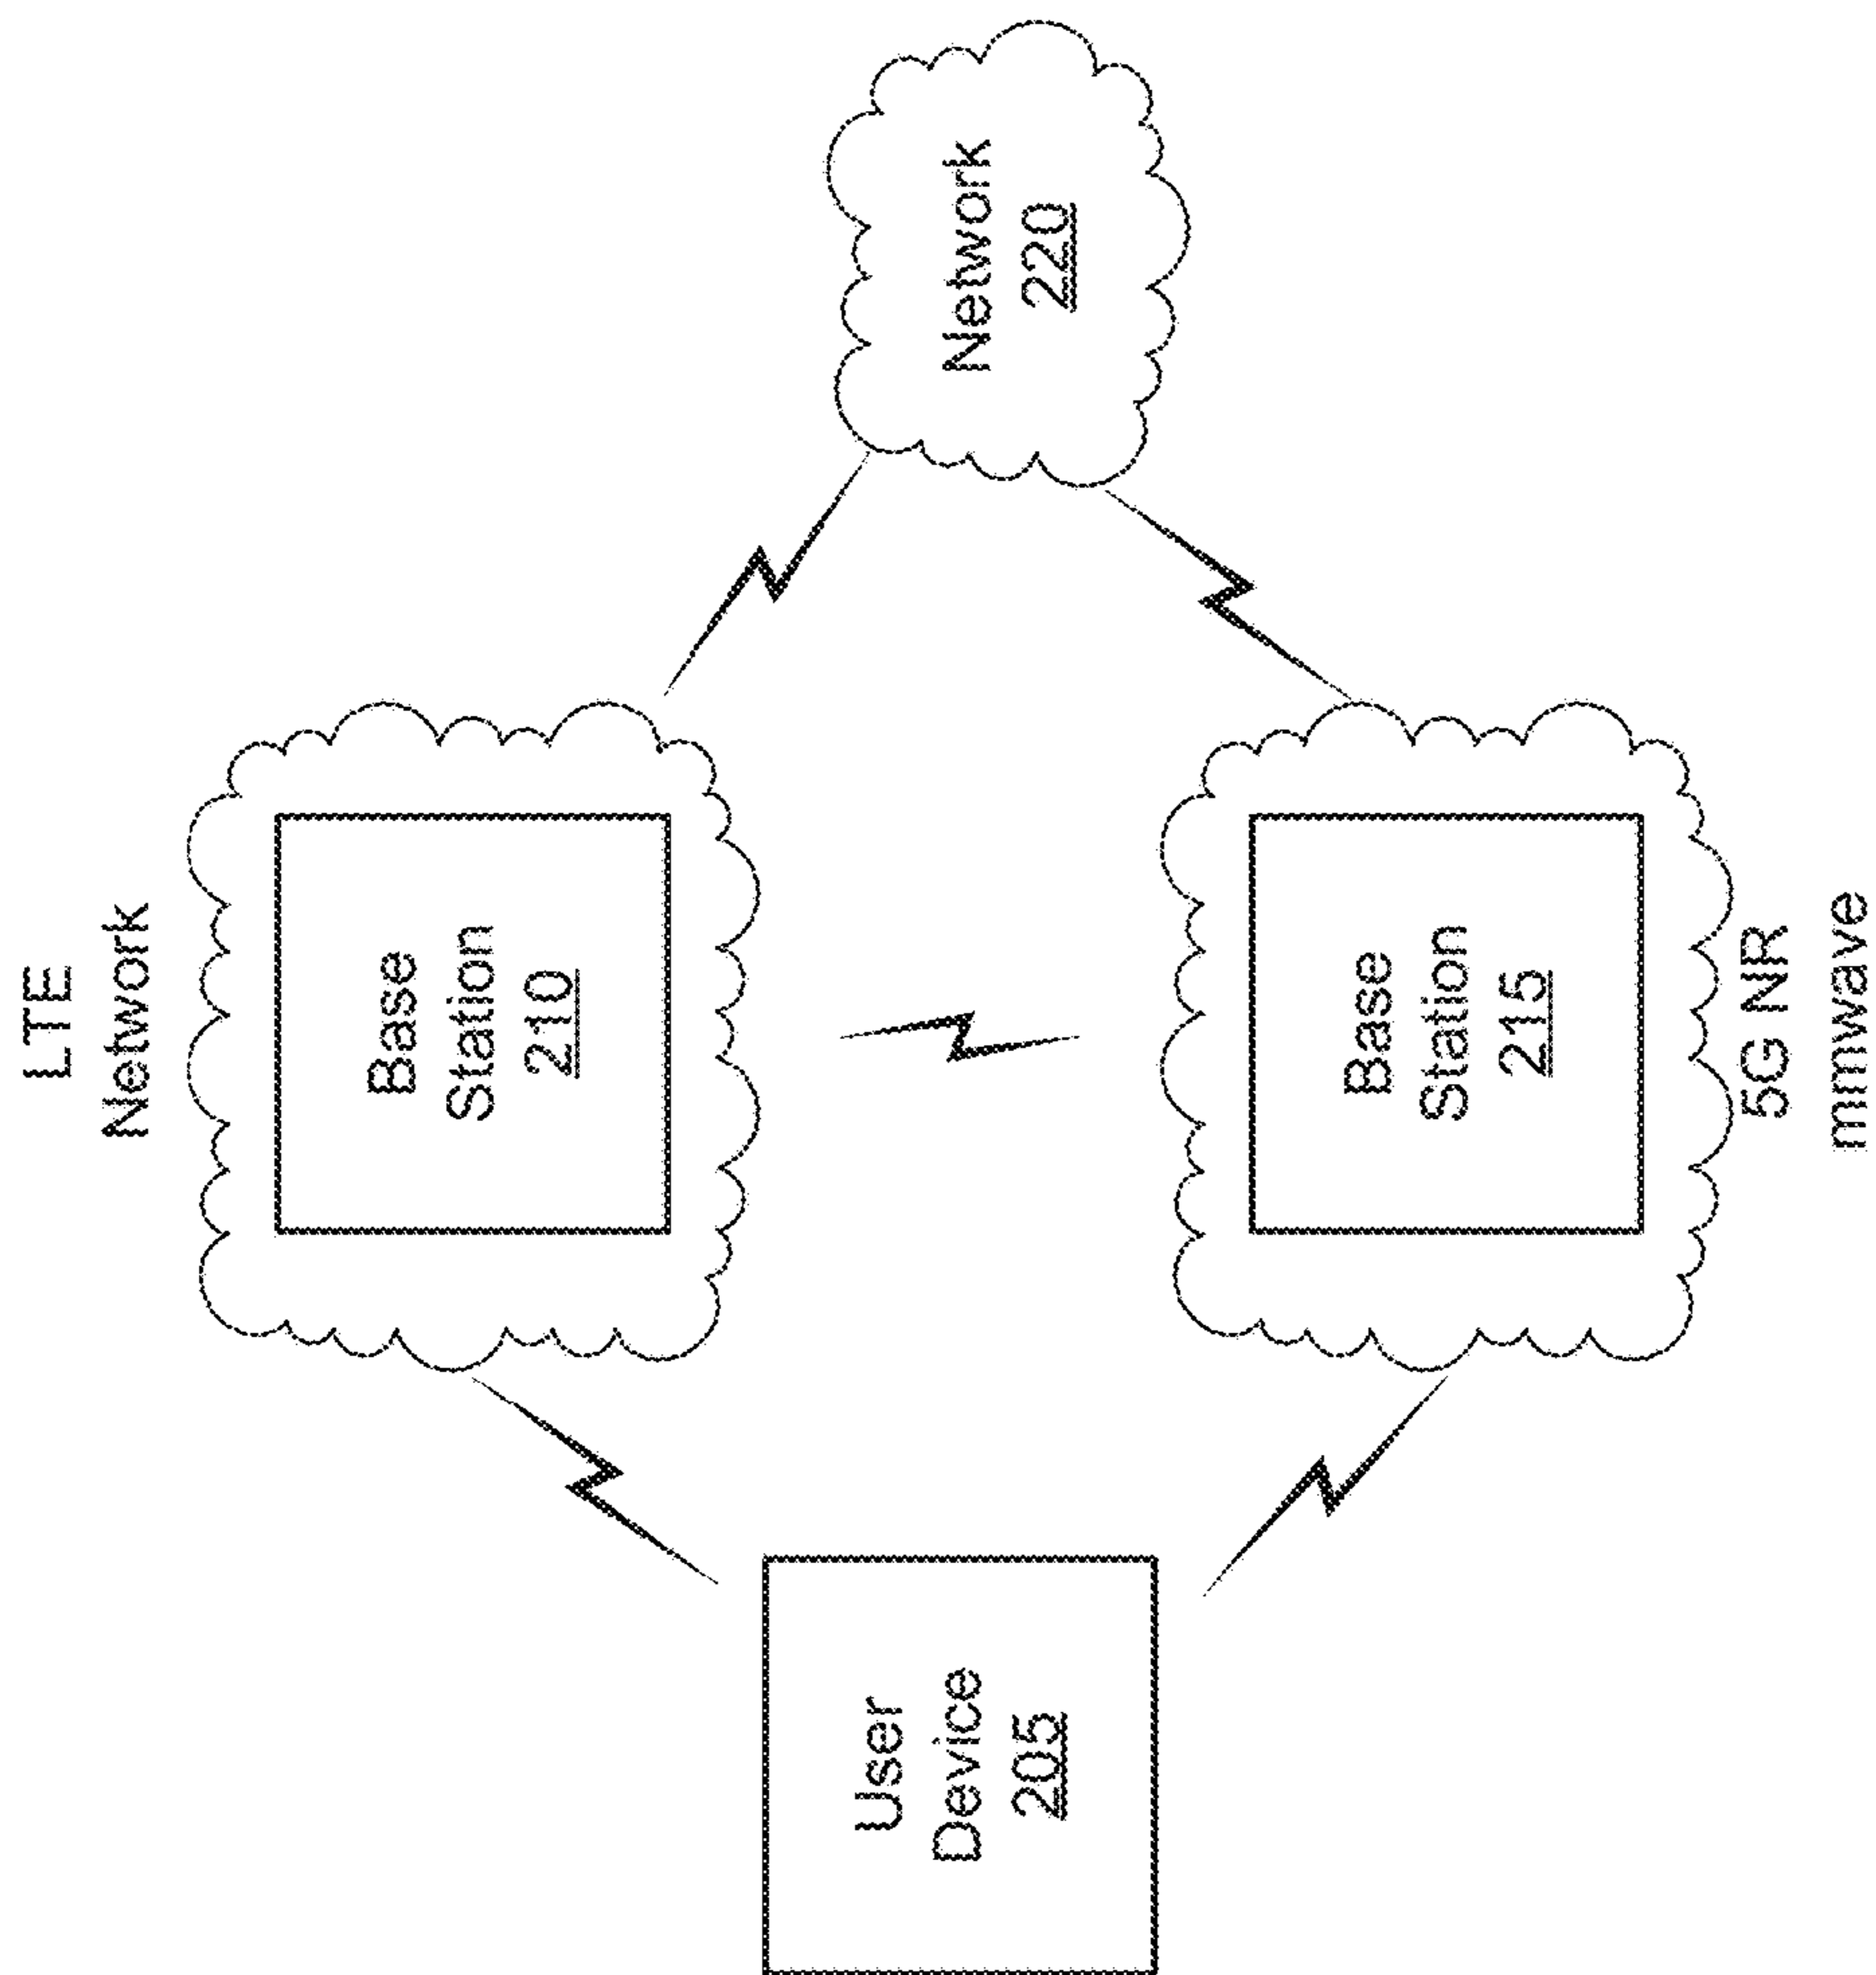 LTE
Network
Base
Station
210
User
Device
205
Network
220
Base
Station
215
5G NR
mmwave